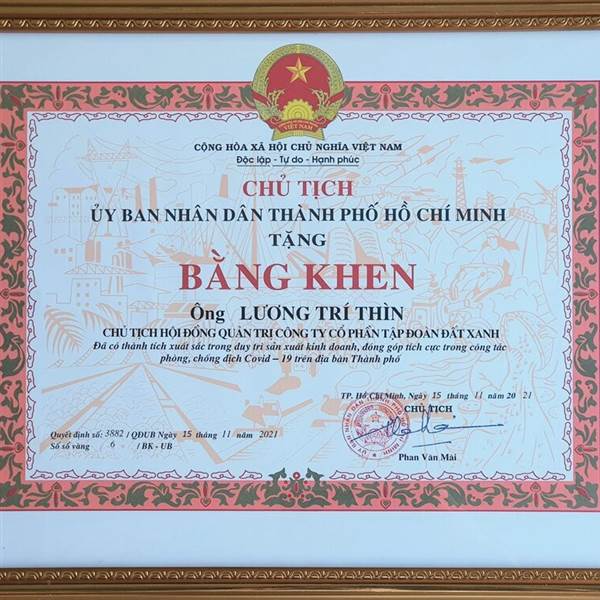 VIỆT NAM
CỘNG HÒA XÃ HỘI CHỦ NGHĨA VIỆT NAM
Độc lập - Tự do - Hạnh phúc
CHỦ TỊCH
ỦY BAN NHÂN DÂN THÀNH PHỐ HỒ CHÍ MINH
TẶNG
BẰNG KHEN
Ông LƯƠNG TRÍ THÌN
CHỦ TỊCH HỘI ĐỒNG QUẢN TRỊ CÔNG TY CỔ PHẦN TẬP ĐOÀN ĐẤT XANH
Đã có thành tích xuất sắc trong duy trì sản xuất kinh doanh, đóng góp tích cực trong công tác
phòng, chống dịch Covid – 19 trên địa bàn Thành phố
TP. Hồ Chí Minh, Ngày 15 tháng 11 năm 2021
CHỦ TỊCH
Quyết định số: 3882 / QĐUB Ngày 15 tháng 11 năm 2021
Số sổ vàng 6 / BK - UB
Phan Văn Mãi